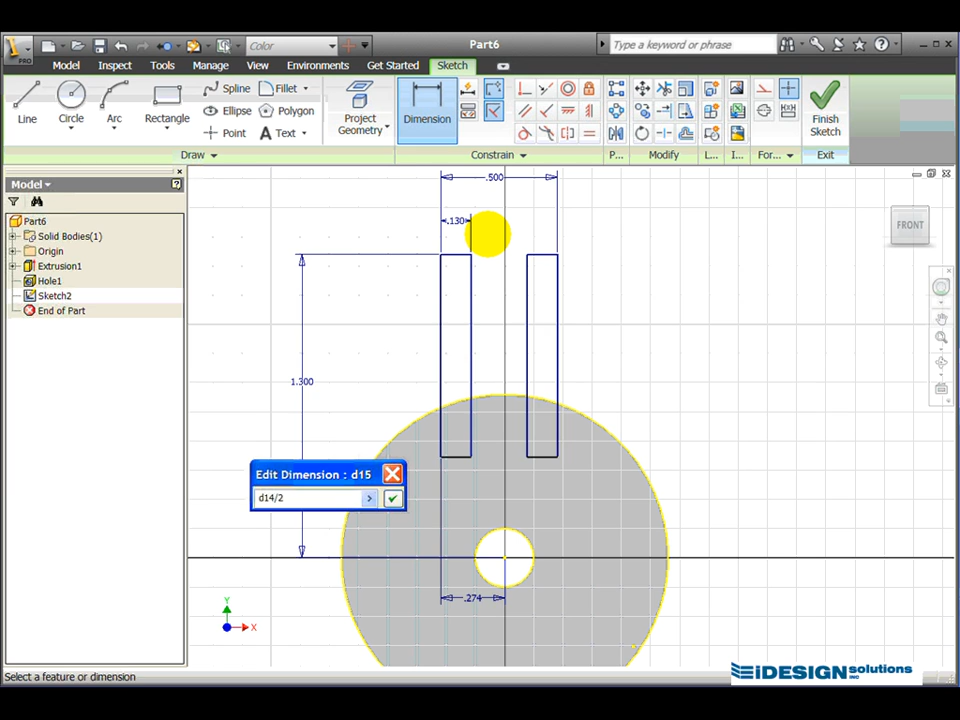 PRO
Color
Part6
Type a keyword or phrase
Model Inspect Tools Manage View Environments Get Started Sketch
Line
Circle
Arc
Rectangle
Spline
Fillet
Ellipse
Polygon
Point
A Text
Project
Geometry
Dimension
Finish
Sketch
Draw
Constrain
P...
Modify
L...
I...
For...
Exit
Model
Part6
Solid Bodies(1)
Origin
Extrusion1
Hole1
Sketch2
End of Part
FRONT
.500
.130
1.300
Edit Dimension : d15
d14/2
.274
Y
X
Select a feature or dimension
iDESIGN solutions
INC